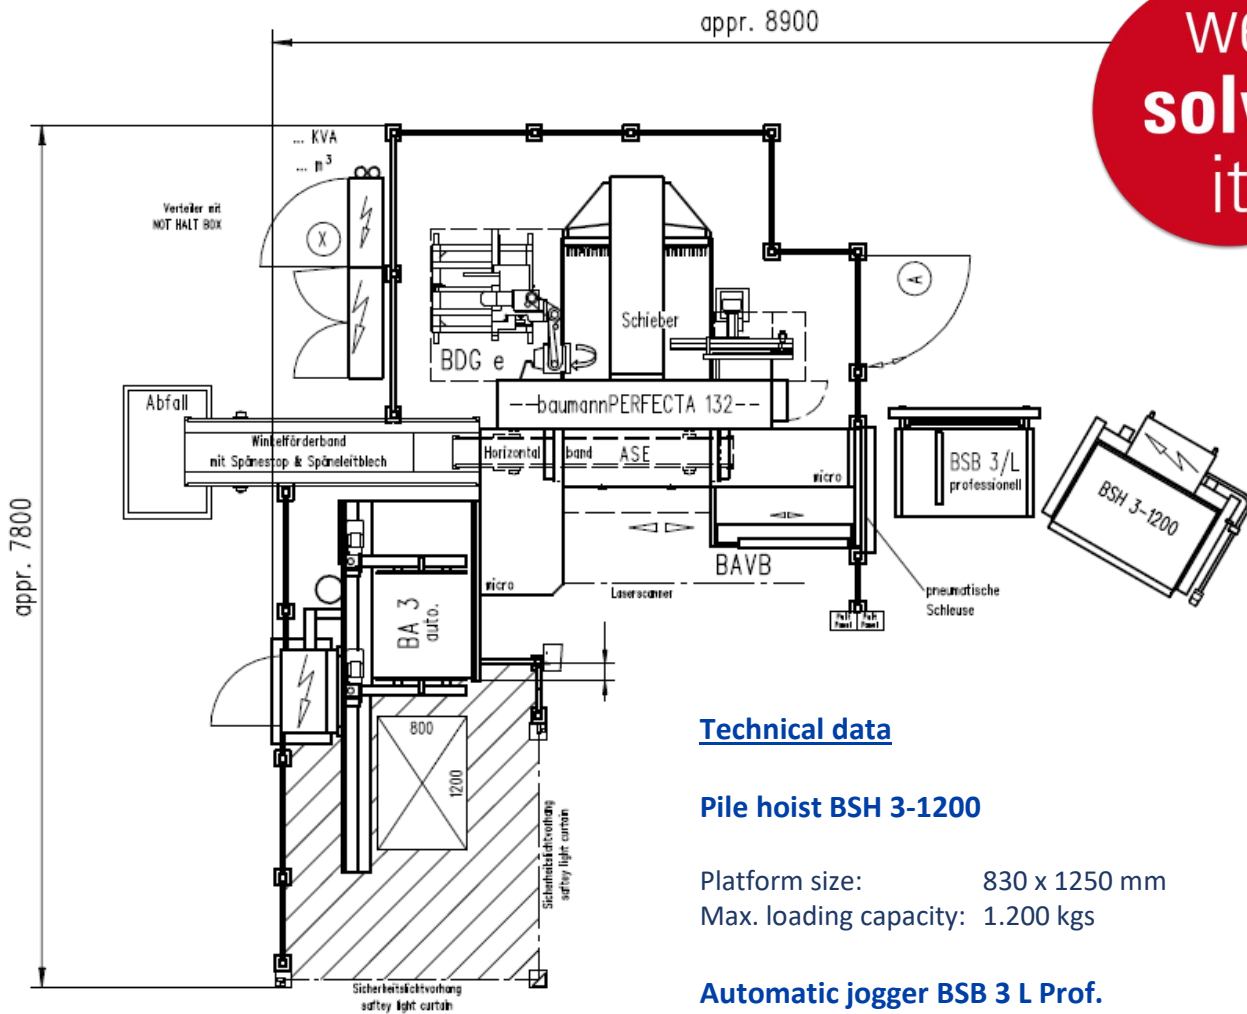 appr. 8900
We
solv
it
... KVA
... m³
Verteiler mit
NOT HALT BOX
X
A
Schieber
BDG e
baumannPERFECTA 132
Abfall
Winkelförderband
mit Spänestop & Späneleitblech
Horizontal band ASE
micro
BSB 3/L
professionell
BSH 3-1200
BAVB
micro
Laserscanner
pneumatische
Schleuse
Panel Panel
BA 3
auto.
appr. 7800
800
1200
Sicherheitslichtvorhang
saftey light curtain
Sicherheitslichtvorhang
saftey light curtain
Technical data
Pile hoist BSH 3-1200
Platform size: 830 x 1250 mm
Max. loading capacity: 1.200 kgs
Automatic jogger BSB 3 L Prof.